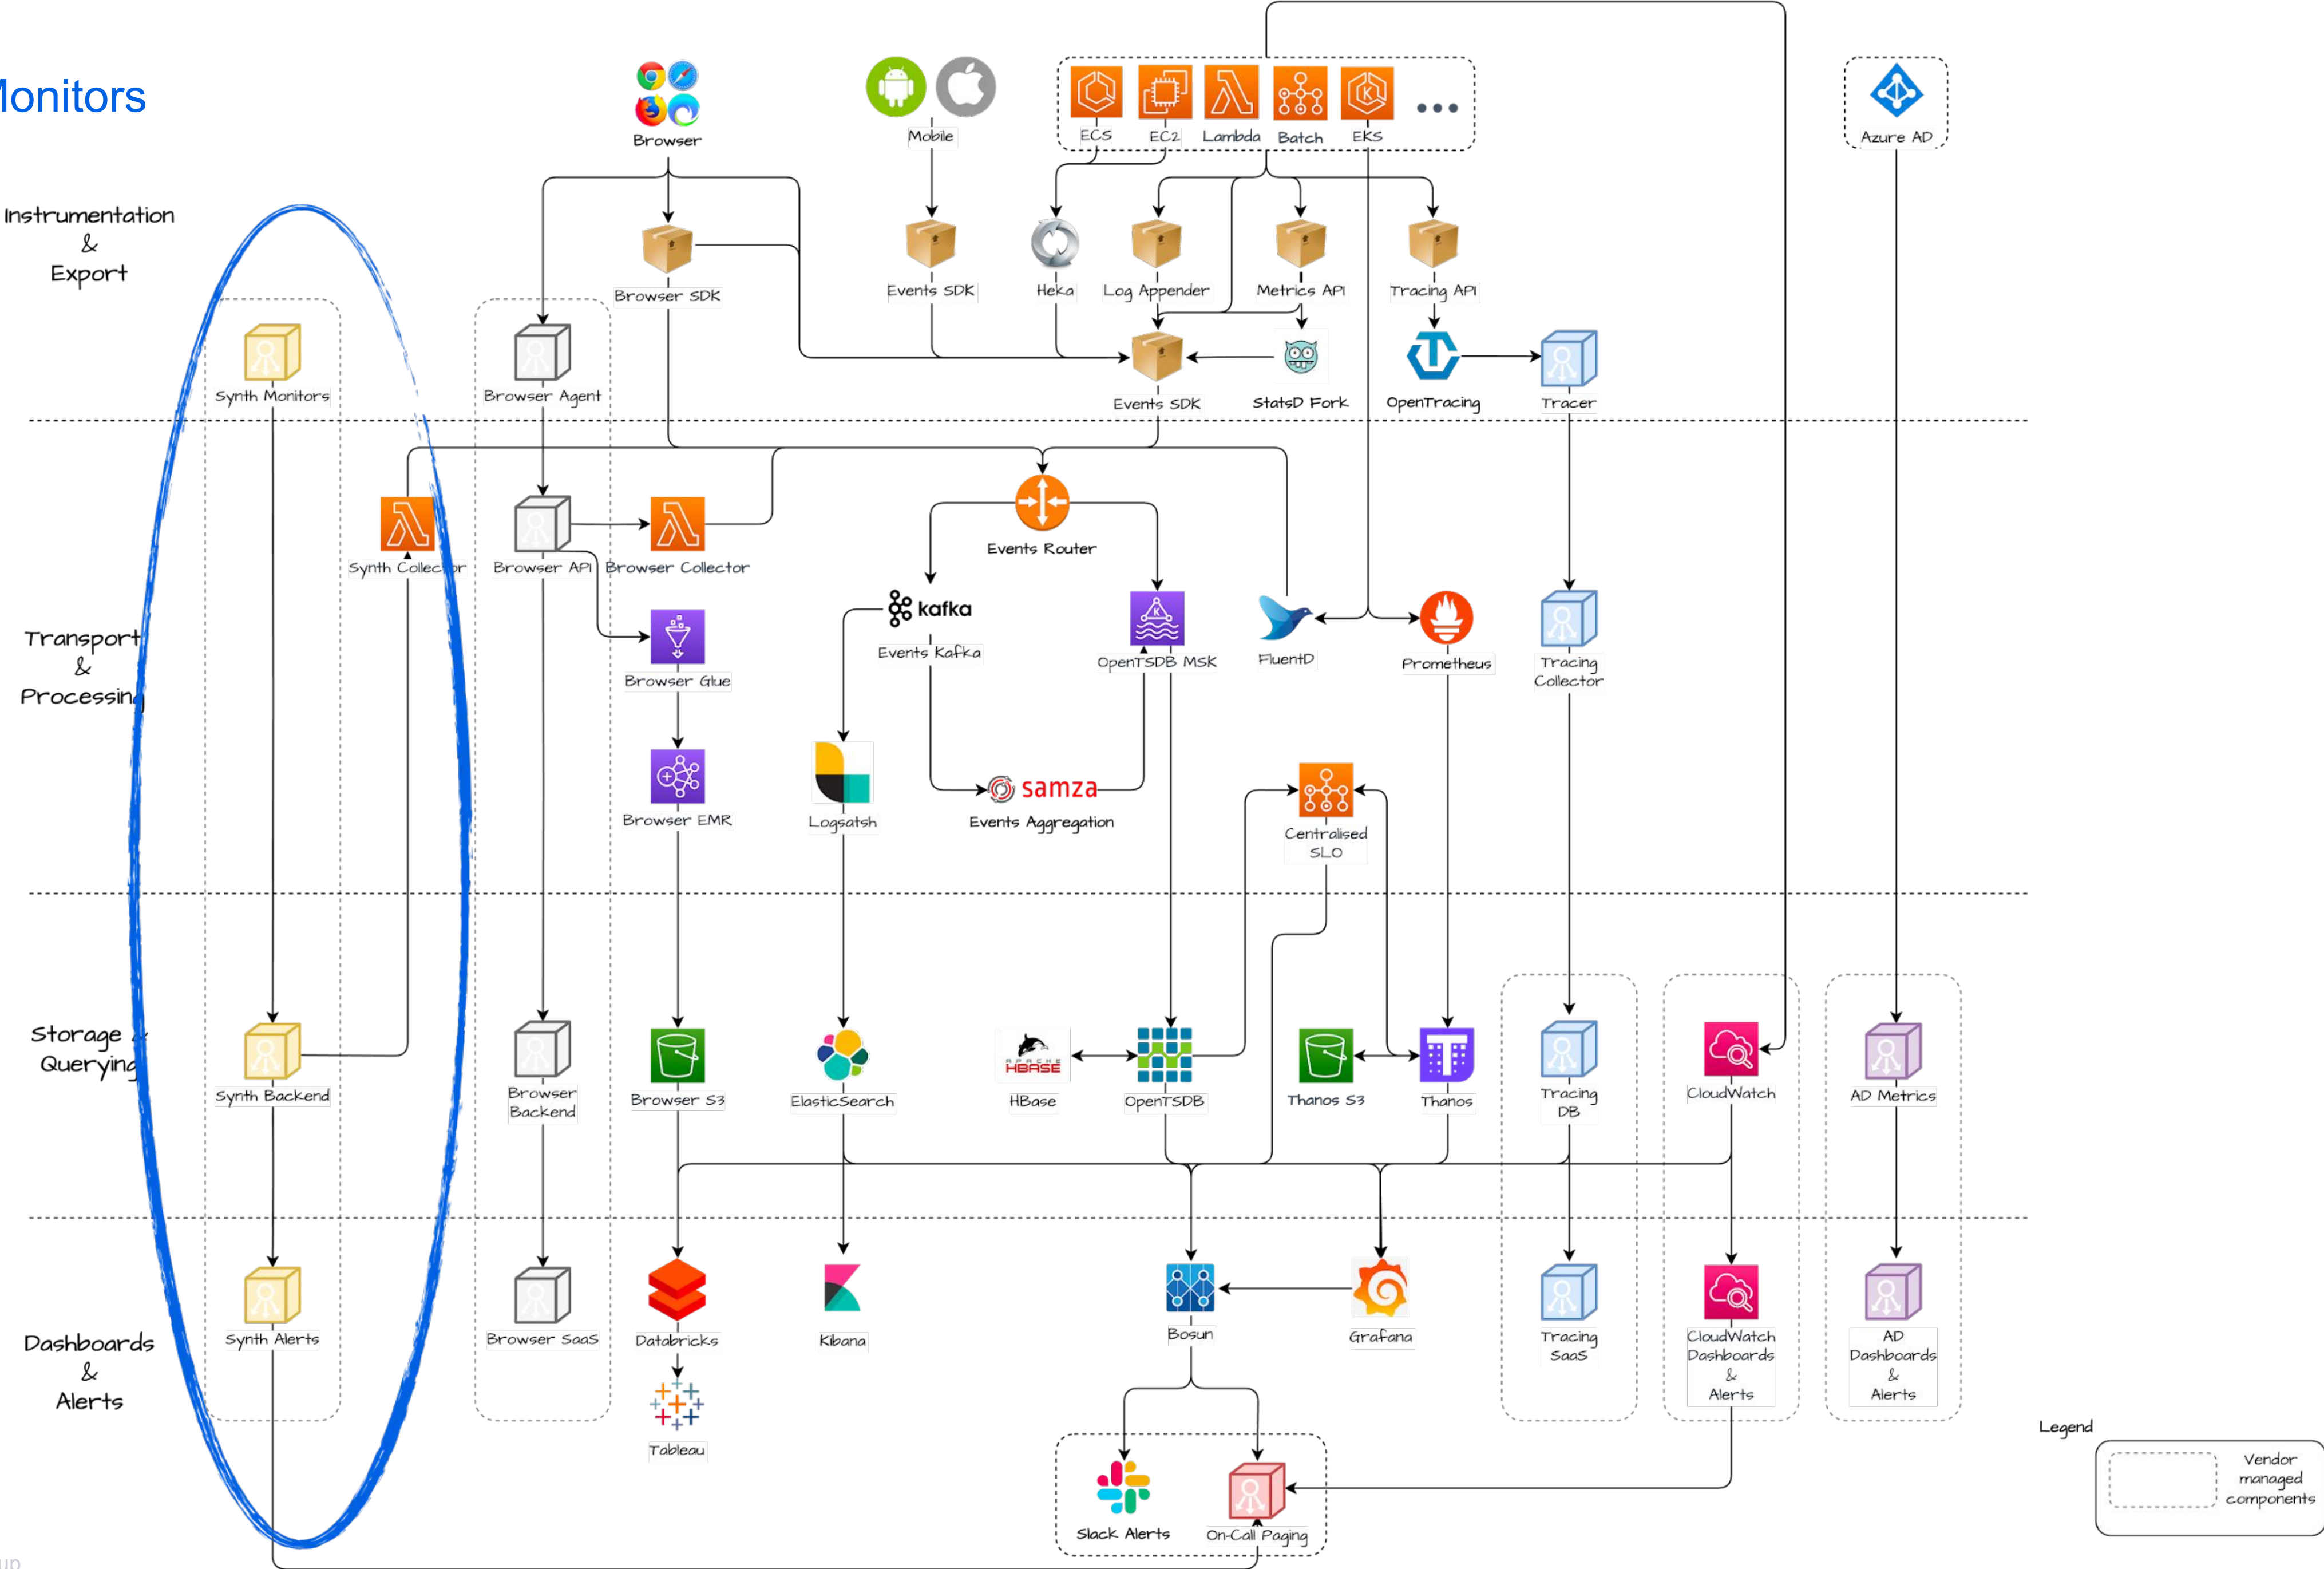 Monitors
Browser
Mobile
ECS
EC2
Lambda
Batch
EKS
Azure AD
Instrumentation
&
Export
Browser SDK
Events SDK
Heka
Log Appender
Metrics API
Tracing API
Synth Monitors
Browser Agent
Events SDK
StatsD Fork
OpenTracing
Tracer
Synth Collector
Browser API
Browser Collector
Events Router
kafka
Events Kafka
OpenTSDB MSK
FluentD
Prometheus
Tracing
Collector
Transport
&
Processing
Browser Glue
Browser EMR
Logsatsh
samza
Events Aggregation
Centralised
SLO
Storage &
Querying
Synth Backend
Browser
Backend
Browser S3
ElasticSearch
APACHE
HBASE
HBase
OpenTSDB
Thanos S3
Thanos
Tracing
DB
CloudWatch
AD Metrics
Dashboards
&
Alerts
Synth Alerts
Browser SaaS
Databricks
Kibana
Bosun
Grafana
Tracing
SaaS
CloudWatch
Dashboards
&
Alerts
AD
Dashboards
&
Alerts
Tableau
Slack Alerts
On-Call Paging
Legend
Vendor
managed
components
up